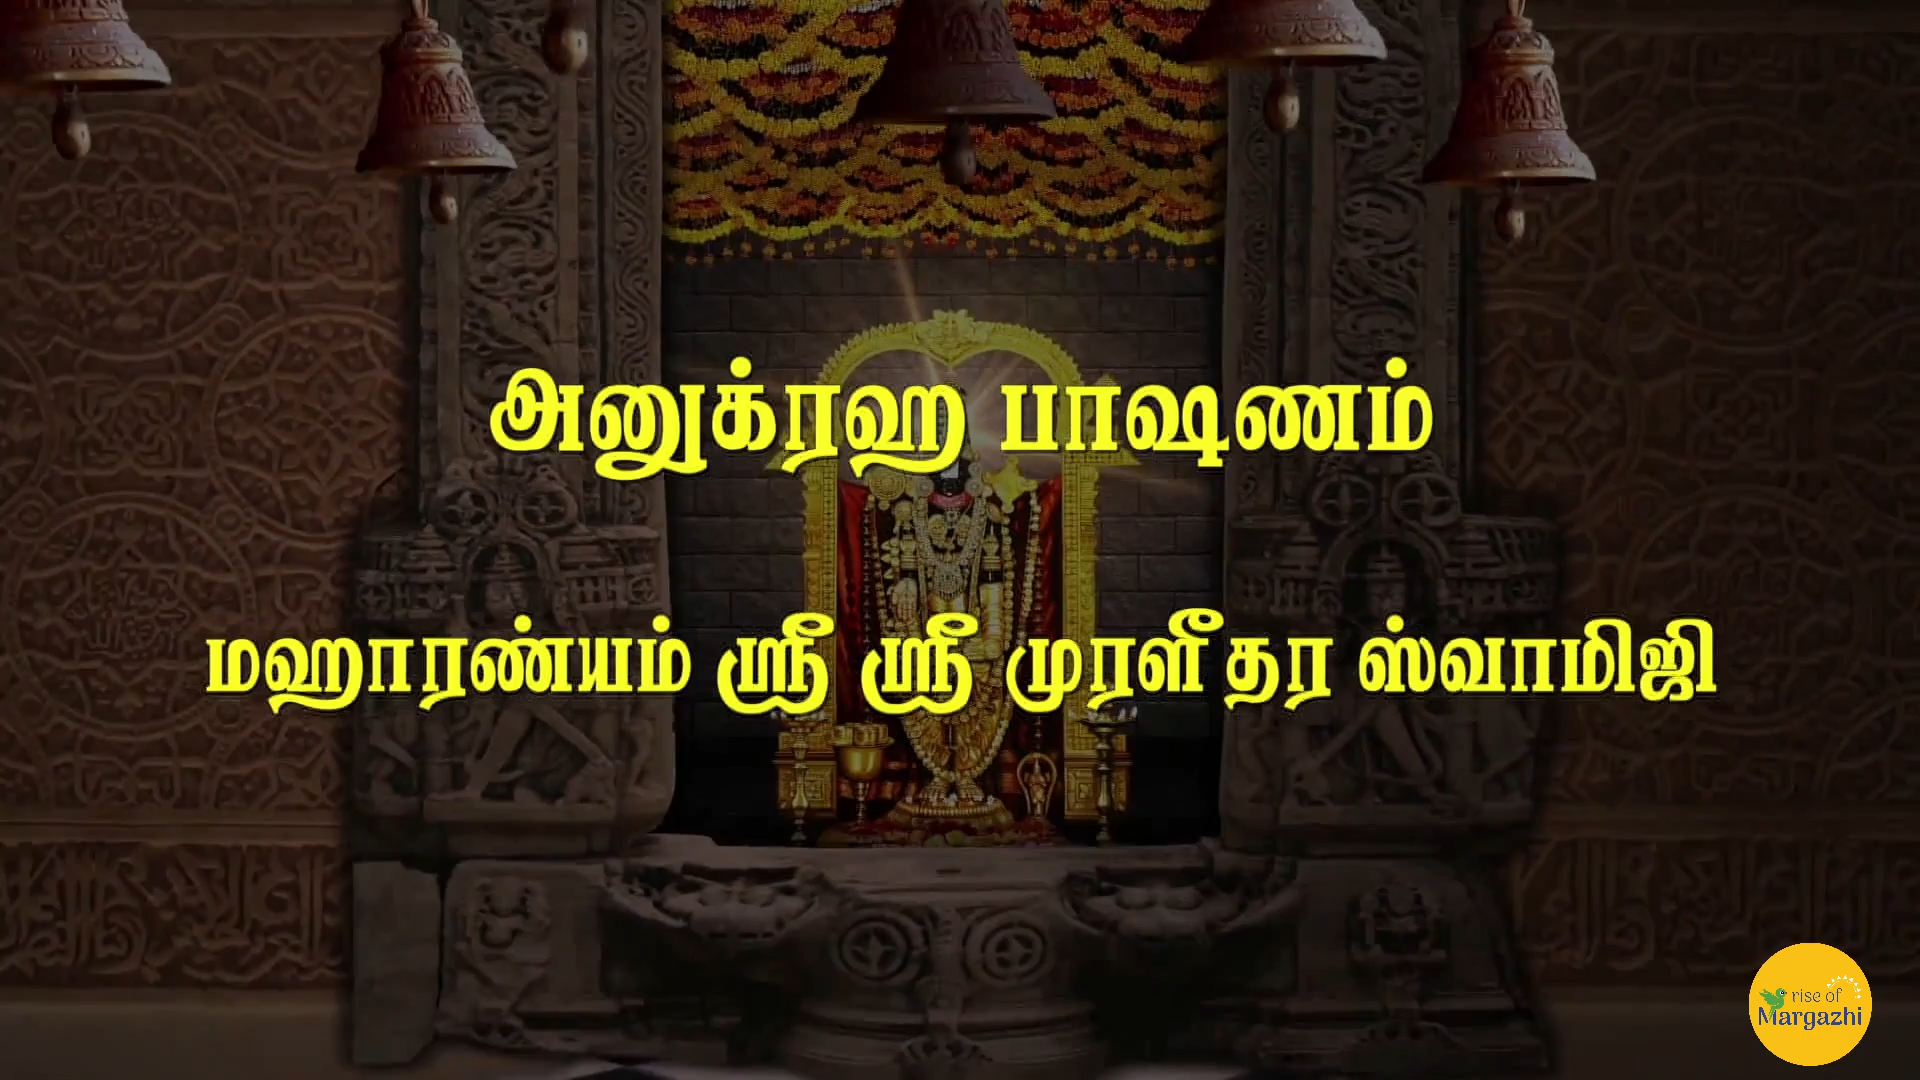 அனுக்ரஹ பாஷணம்
மஹாரண்யம் ஸ்ரீ ஸ்ரீ முரளீதர ஸ்வாமிஜி
rise of
Margazhi